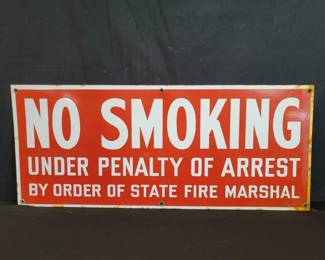 NO SMOKING
UNDER PENALTY OF ARREST
BY ORDER OF STATE FIRE MARSHAL